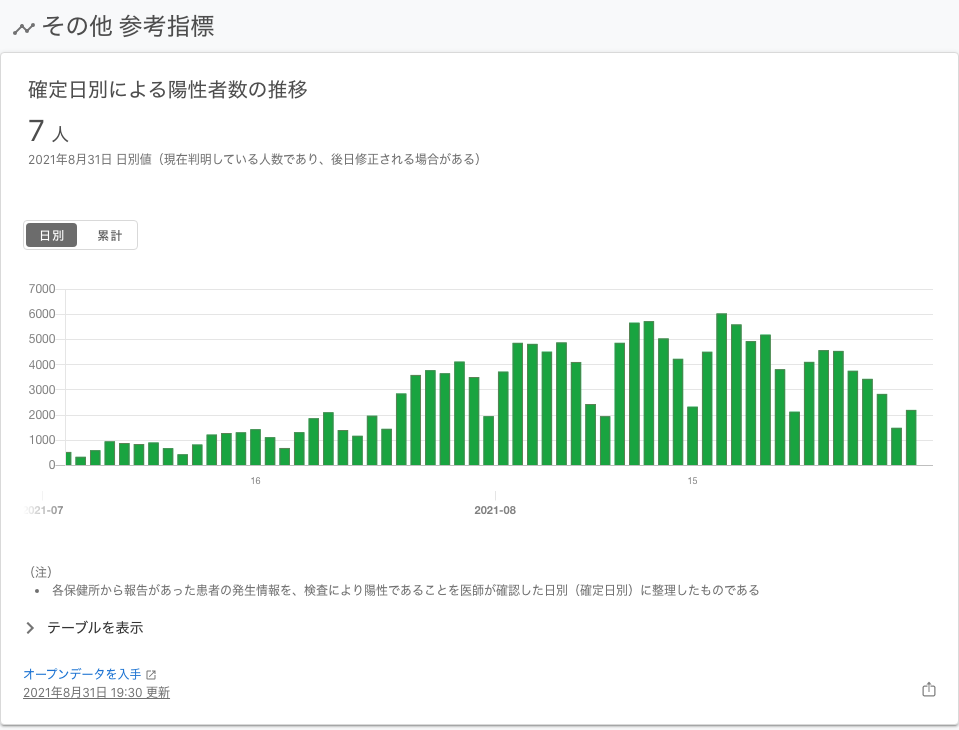 その他 参考指標
確定日別による陽性者数の推移
7 人
2021年8月31日 日別値（現在判明している人数であり、後日修正される場合がある）
日別 累計
7000
6000
5000
4000
3000
2000
1000
0
16 15
2021-07 2021-08
（注）
• 各保健所から報告があった患者の発生情報を、検査により陽性であることを医師が確認した日別（確定日別）に整理したものである
テーブルを表示
オープンデータを入手
2021年8月31日 19:30 更新